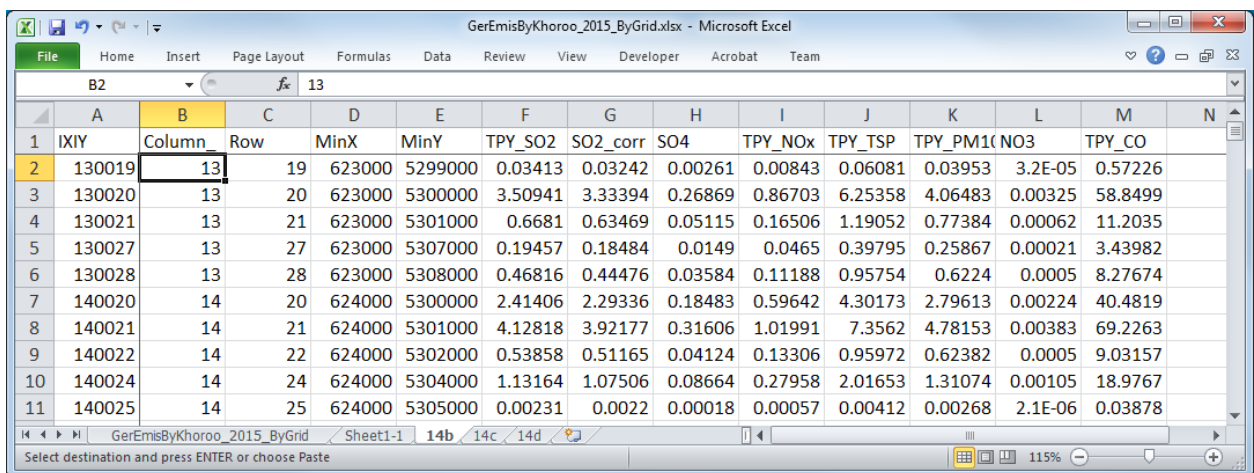 GerEmisByKhoroo_2015_ByGrid.xlsx - Microsoft Excel
File Home Insert Page Layout Formulas Data Review View Developer Acrobat Team
B2 fx 13
A B C D E F G H I J K L M N
1 IXIY Column_ Row MinX MinY TPY_SO2 SO2_corr SO4 TPY_NOx TPY_TSP TPY_PM10 NO3 TPY_CO
2 130019 13 19 623000 5299000 0.03413 0.03242 0.00261 0.00843 0.06081 0.03953 3.2E-05 0.57226
3 130020 13 20 623000 5300000 3.50941 3.33394 0.26869 0.86703 6.25358 4.06483 0.00325 58.8499
4 130021 13 21 623000 5301000 0.6681 0.63469 0.05115 0.16506 1.19052 0.77384 0.00062 11.2035
5 130027 13 27 623000 5307000 0.19457 0.18484 0.0149 0.0465 0.39795 0.25867 0.00021 3.43982
6 130028 13 28 623000 5308000 0.46816 0.44476 0.03584 0.11188 0.95754 0.6224 0.0005 8.27674
7 140020 14 20 624000 5300000 2.41406 2.29336 0.18483 0.59642 4.30173 2.79613 0.00224 40.4819
8 140021 14 21 624000 5301000 4.12818 3.92177 0.31606 1.01991 7.3562 4.78153 0.00383 69.2263
9 140022 14 22 624000 5302000 0.53858 0.51165 0.04124 0.13306 0.95972 0.62382 0.0005 9.03157
10 140024 14 24 624000 5304000 1.13164 1.07506 0.08664 0.27958 2.01653 1.31074 0.00105 18.9767
11 140025 14 25 624000 5305000 0.00231 0.0022 0.00018 0.00057 0.00412 0.00268 2.1E-06 0.03878
GerEmisByKhoroo_2015_ByGrid Sheet1-1 14b 14c 14d
Select destination and press ENTER or choose Paste 115%